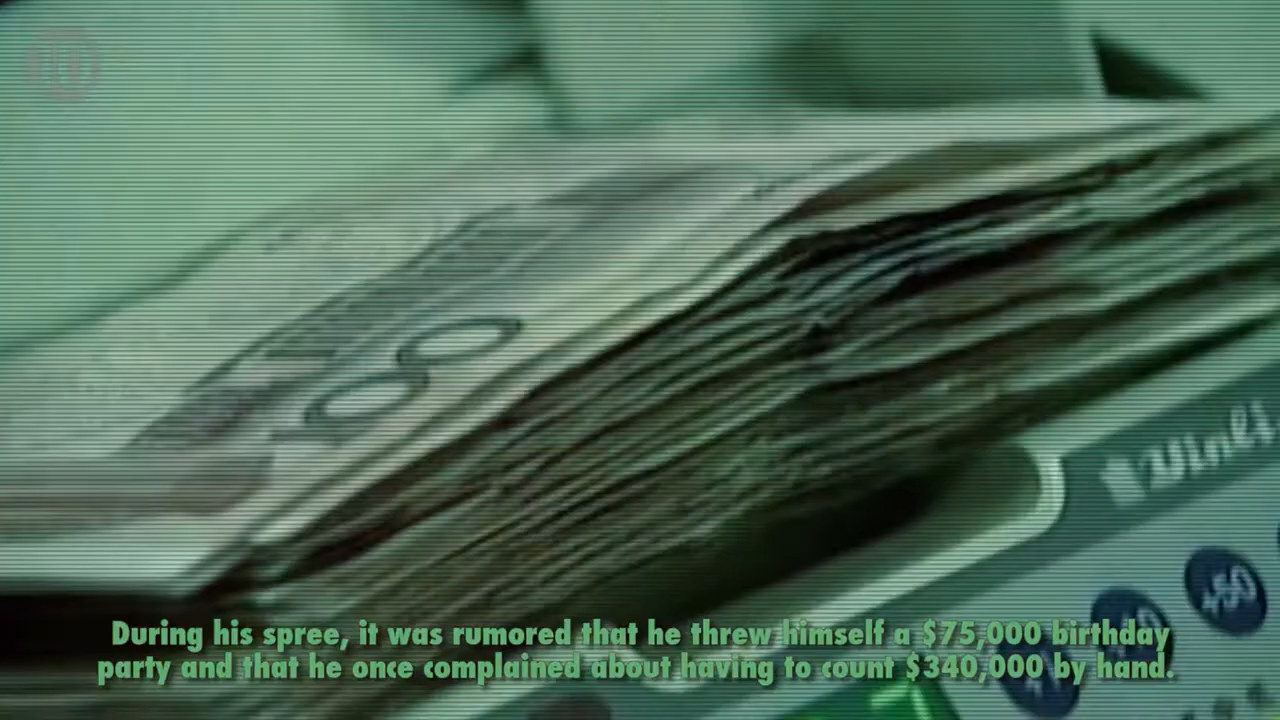 +50
During his spree, it was rumored that he threw himself a $75,000 birthday
party and that he once complained about having to count $340,000 by hand.